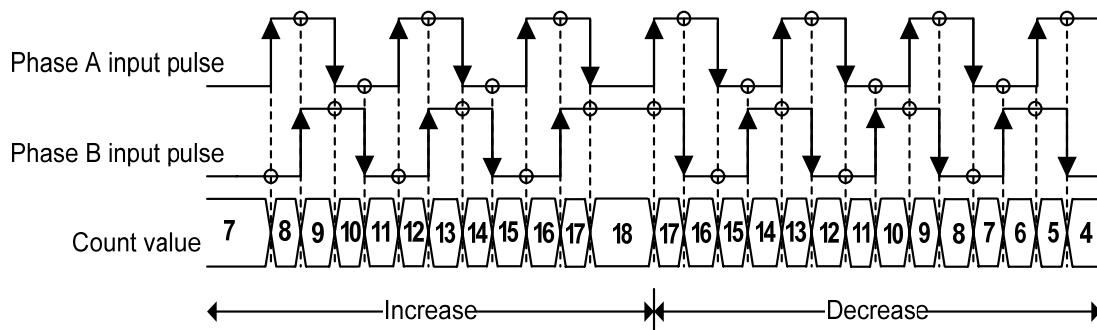 Phase A input pulse
Phase B input pulse
Count value
7 8 9 10 11 12 13 14 15 16 17 18 17 16 15 14 13 12 11 10 9 8 7 6 5 4
Increase Decrease